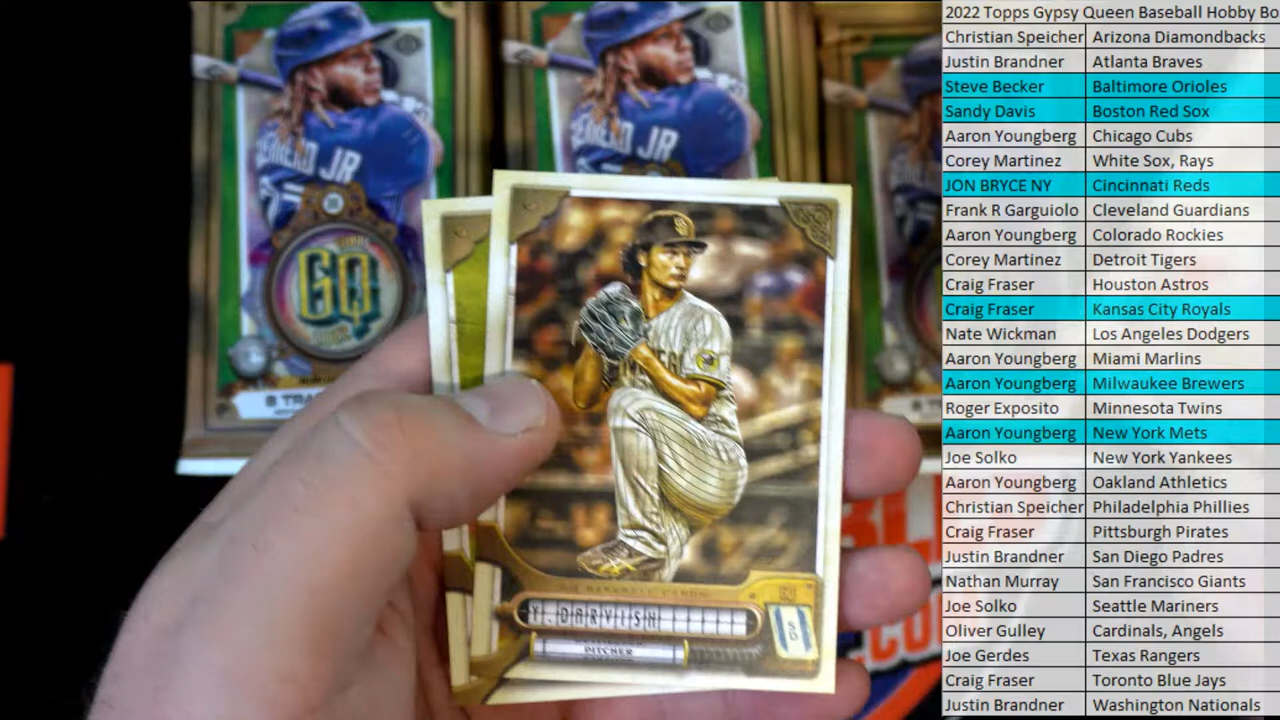 2022 Topps Gypsy Queen Baseball Hobby Bo
Christian Speicher Arizona Diamondbacks
Justin Brandner Atlanta Braves
Steve Becker Baltimore Orioles
Sandy Davis Boston Red Sox
Aaron Youngberg Chicago Cubs
Corey Martinez White Sox, Rays
JON BRYCE NY Cincinnati Reds
Frank R Garguiolo Cleveland Guardians
Aaron Youngberg Colorado Rockies
Corey Martinez Detroit Tigers
Craig Fraser Houston Astros
Craig Fraser Kansas City Royals
Nate Wickman Los Angeles Dodgers
Aaron Youngberg Miami Marlins
Aaron Youngberg Milwaukee Brewers
Roger Exposito Minnesota Twins
Aaron Youngberg New York Mets
Joe Solko New York Yankees
Aaron Youngberg Oakland Athletics
Christian Speicher Philadelphia Phillies
Craig Fraser Pittsburgh Pirates
Justin Brandner San Diego Padres
Nathan Murray San Francisco Giants
Joe Solko Seattle Mariners
Oliver Gulley Cardinals, Angels
Joe Gerdes Texas Rangers
Craig Fraser Toronto Blue Jays
Justin Brandner Washington Nationals
JR
JR
GQ
8 TRA
Y. DARVISH
PITCHER
SD
.CO